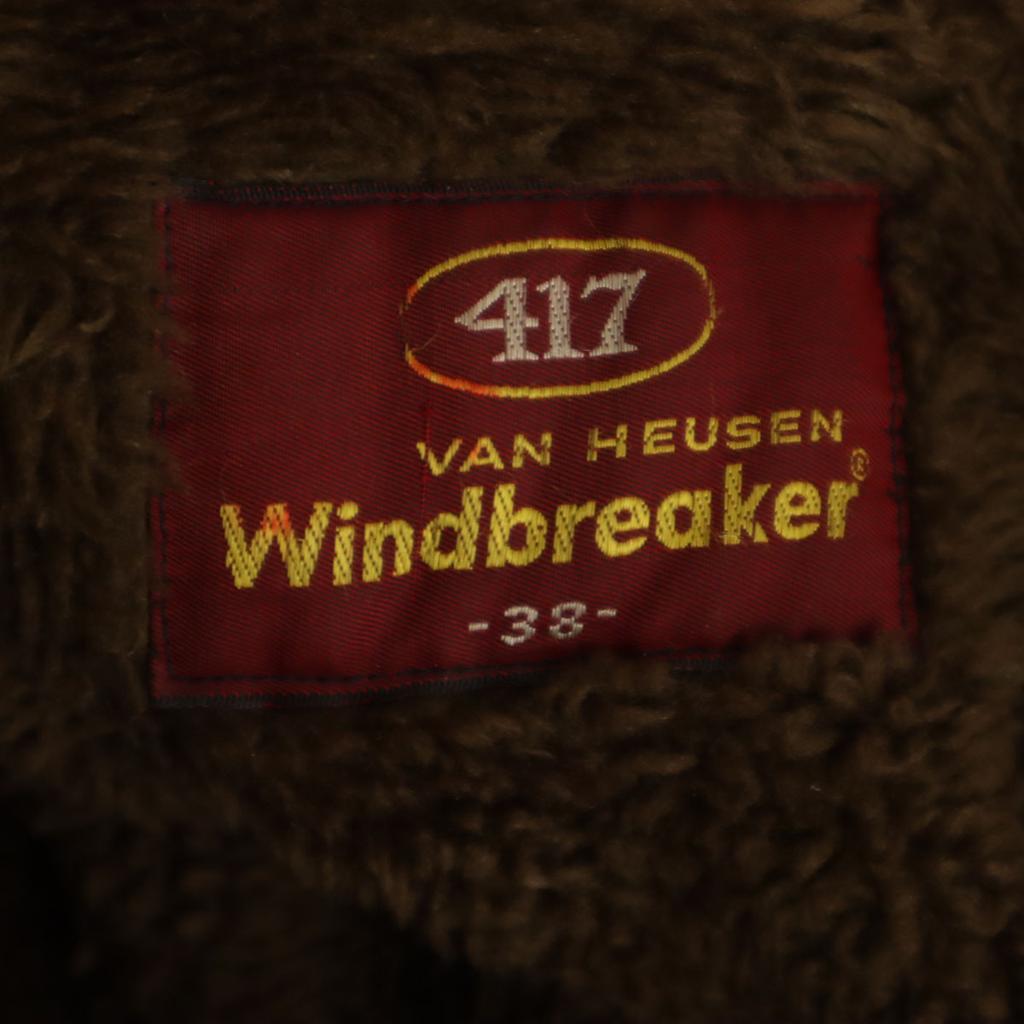 417
VAN HEUSEN
Windbreaker®
-38-